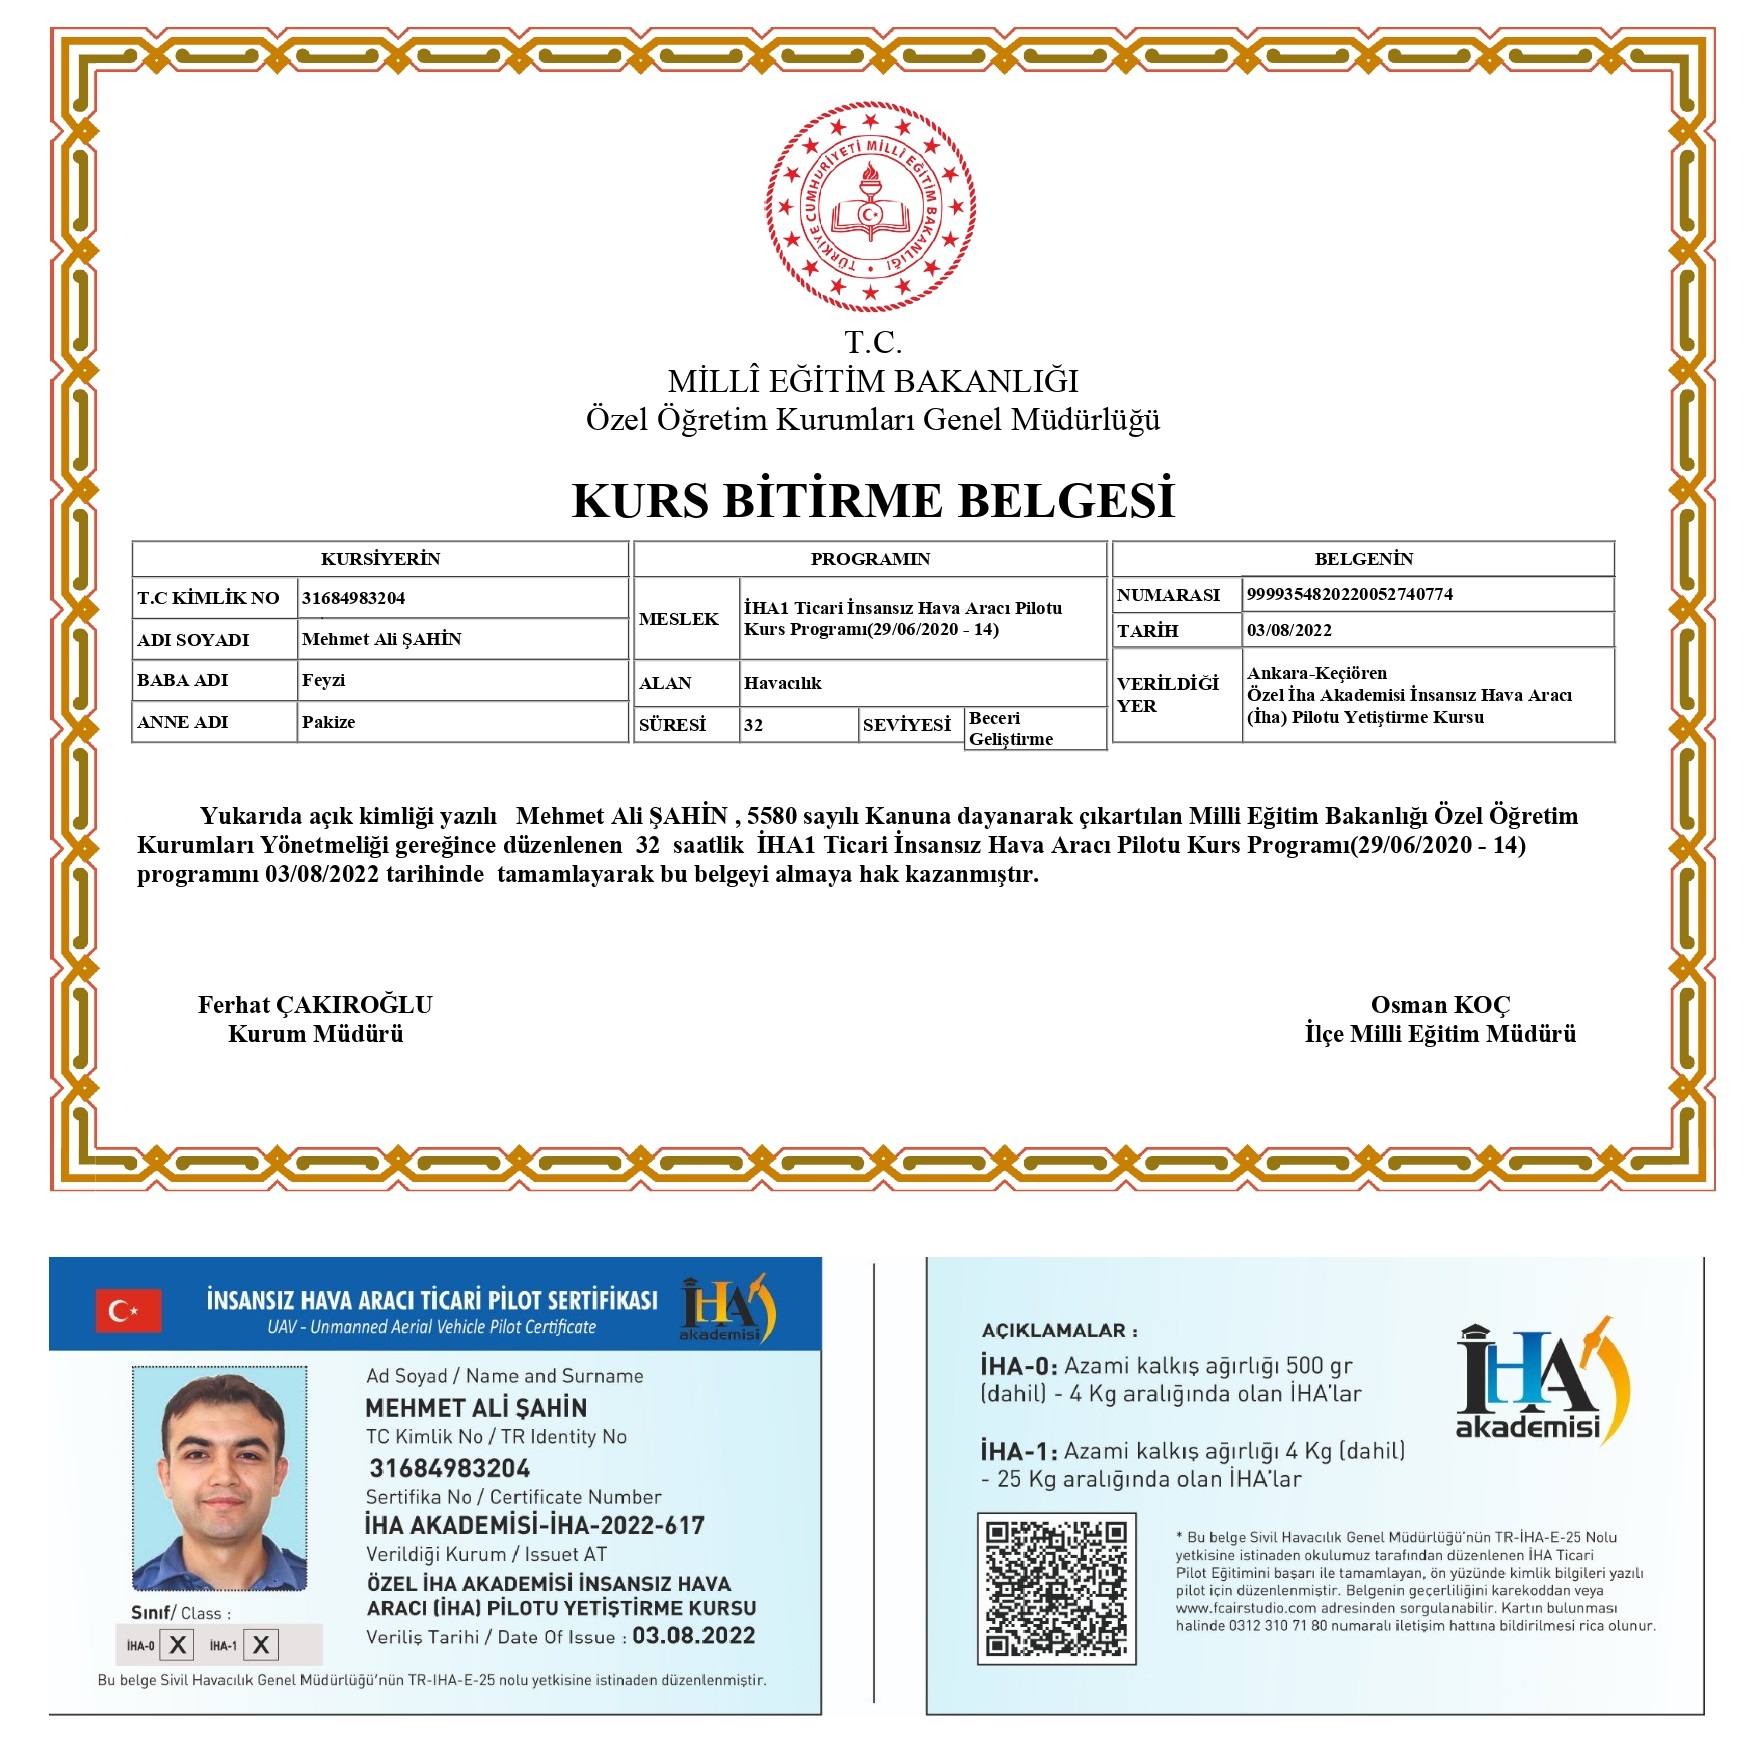 TÜRKİYE CUMHURİYETİ MİLLİ EĞİTİM BAKANLIĞI
T.C.
MİLLÎ EĞİTİM BAKANLIĞI
Özel Öğretim Kurumları Genel Müdürlüğü
KURS BİTİRME BELGESİ
KURSİYERİN
T.C KİMLİK NO 31684983204
ADI SOYADI Mehmet Ali ŞAHİN
BABA ADI Feyzi
ANNE ADI Pakize
PROGRAMIN
MESLEK İHA1 Ticari İnsansız Hava Aracı Pilotu
Kurs Programı(29/06/2020 - 14)
ALAN Havacılık
SÜRESİ 32 SEVİYESİ Beceri
Geliştirme
BELGENİN
NUMARASI 9999354820220052740774
TARİH 03/08/2022
VERİLDİĞİ
YER
Ankara-Keçiören
Özel İha Akademisi İnsansız Hava Aracı
(İha) Pilotu Yetiştirme Kursu
Yukarıda açık kimliği yazılı Mehmet Ali ŞAHİN , 5580 sayılı Kanuna dayanarak çıkartılan Milli Eğitim Bakanlığı Özel Öğretim
Kurumları Yönetmeliği gereğince düzenlenen 32 saatlik İHA1 Ticari İnsansız Hava Aracı Pilotu Kurs Programı(29/06/2020 - 14)
programını 03/08/2022 tarihinde tamamlayarak bu belgeyi almaya hak kazanmıştır.
Ferhat ÇAKIROĞLU
Kurum Müdürü
Osman KOÇ
İlçe Milli Eğitim Müdürü
İNSANSIZ HAVA ARACI TİCARİ PİLOT SERTİFİKASI
UAV - Unmanned Aerial Vehicle Pilot Certificate
İHA
akademisi
Ad Soyad / Name and Surname
MEHMET ALİ ŞAHİN
TC Kimlik No / TR Identity No
31684983204
Sertifika No / Certificate Number
İHA AKADEMİSİ-İHA-2022-617
Verildiği Kurum / Issuet AT
ÖZEL İHA AKADEMİSİ İNSANSIZ HAVA
ARACI (İHA) PİLOTU YETİŞTİRME KURSU
Veriliş Tarihi / Date Of Issue : 03.08.2022
Sınıf/ Class :
İHA-0 X İHA-1 X
Bu belge Sivil Havacılık Genel Müdürlüğü'nün TR-IHA-E-25 nolu yetkisine istinaden düzenlenmiştir.
AÇIKLAMALAR :
İHA-0: Azami kalkış ağırlığı 500 gr
(dahil) - 4 Kg aralığında olan İHA'lar
İHA-1: Azami kalkış ağırlığı 4 Kg (dahil)
- 25 Kg aralığında olan İHA'lar
İHA
akademisi
* Bu belge Sivil Havacılık Genel Müdürlüğü'nün TR-İHA-E-25 Nolu
yetkisine istinaden okulumuz tarafından düzenlenen İHA Ticari
Pilot Eğitimini başarı ile tamamlayan, ön yüzünde kimlik bilgileri yazılı
pilot için düzenlenmiştir. Belgenin geçerliliğini karekoddan veya
www.fcairstudio.com adresinden sorgulanabilir. Kartın bulunması
halinde 0312 310 71 80 numaralı iletişim hattına bildirilmesi rica olunur.